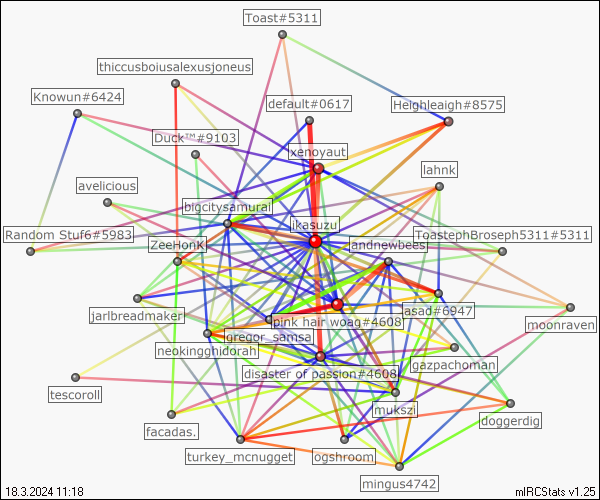 Toast#5311
thiccusboiusalexusjoneus
Knowun#6424
default#0617
Heighleaigh#8575
Duck™#9103
xenoyaut
lahnk
avelicious
bigcitysamurai
ikasuzu
Random Stuf6#5983
ZeeHonK
andnewbees
ToastephBroseph5311#5311
jarlbreadmaker
pink hair woag#4608
asad#6947
moonraven
gregor_samsa
neokingghidorah
disaster of passion#4608
gazpachoman
tescoroll
mukszi
facadas.
doggerdig
turkey_mcnugget
ogshroom
mingus4742
18.3.2024 11:18
mIRCStats v1.25